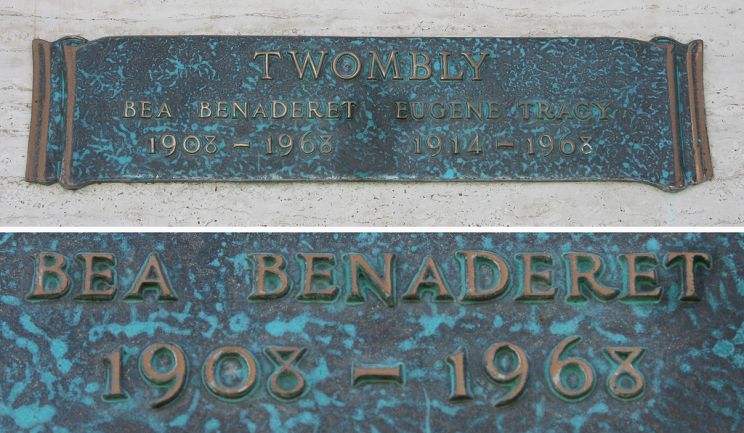 TWOMBLY
BEA BENADERET EUGENE TRACY
1908 – 1968 1914 – 1968
BEA BENADERET
1908 – 1968